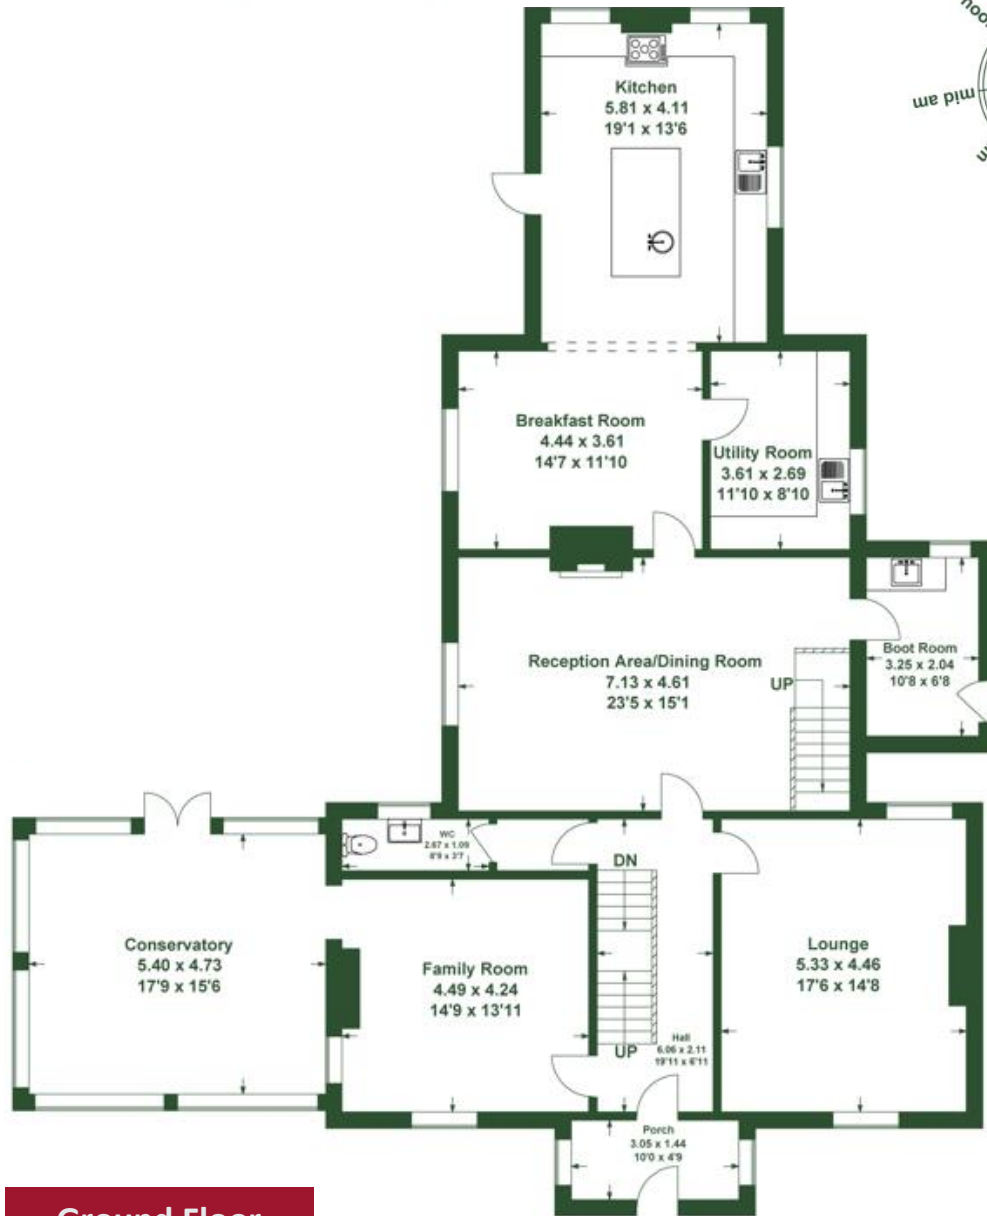 mid am
Kitchen
5.81 x 4.11
19'1 x 13'6
Breakfast Room
4.44 x 3.61
14'7 x 11'10
Utility Room
3.61 x 2.69
11'10 x 8'10
Reception Area/Dining Room
7.13 x 4.61
23'5 x 15'1
UP
Boot Room
3.25 x 2.04
10'8 x 6'8
WC
2.67 x 1.09
8'9 x 3'7
DN
Conservatory
5.40 x 4.73
17'9 x 15'6
Family Room
4.49 x 4.24
14'9 x 13'11
Lounge
5.33 x 4.46
17'6 x 14'8
UP
Hall
6.06 x 2.11
19'11 x 6'11
Porch
3.05 x 1.44
10'0 x 4'9
Ground Floor